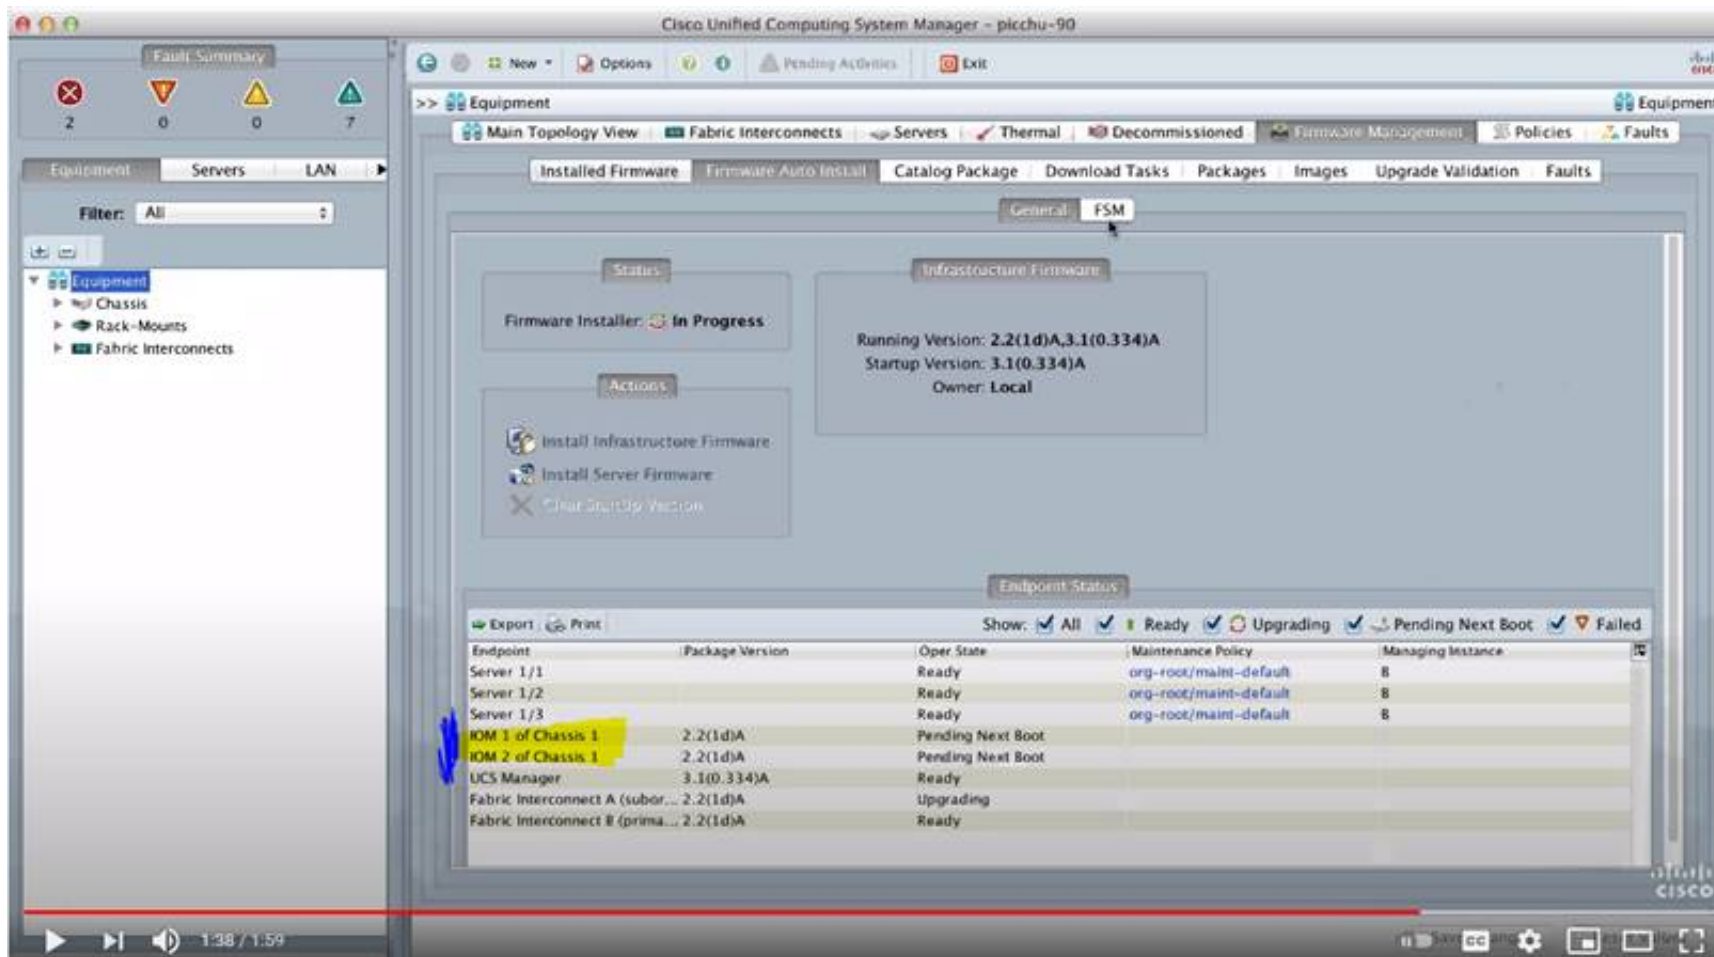 Cisco Unified Computing System Manager - picchu-90
Fault Summary
2 0 0 7
New Options Pending Activities Exit
>> Equipment Equipment
Main Topology View Fabric Interconnects Servers Thermal Decommissioned Firmware Management Policies Faults
Equipment Servers LAN
Installed Firmware Firmware Auto Install Catalog Package Download Tasks Packages Images Upgrade Validation Faults
Filter: All
General FSM
Equipment
Chassis
Rack-Mounts
Fabric Interconnects
Status
Firmware Installer: In Progress
Actions
Install Infrastructure Firmware
Install Server Firmware
Clear StartUp Version
Infrastructure Firmware
Running Version: 2.2(1d)A,3.1(0.334)A
Startup Version: 3.1(0.334)A
Owner: Local
Endpoint Status
Export Print Show: All Ready Upgrading Pending Next Boot Failed
Endpoint Package Version Oper State Maintenance Policy Managing Instance
Server 1/1 Ready org-root/maint-default B
Server 1/2 Ready org-root/maint-default B
Server 1/3 Ready org-root/maint-default B
IOM 1 of Chassis 1 2.2(1d)A Pending Next Boot
IOM 2 of Chassis 1 2.2(1d)A Pending Next Boot
UCS Manager 3.1(0.334)A Ready
Fabric Interconnect A (subor... 2.2(1d)A Upgrading
Fabric Interconnect B (prima... 2.2(1d)A Ready
CISCO
1:38 / 1:59
CC